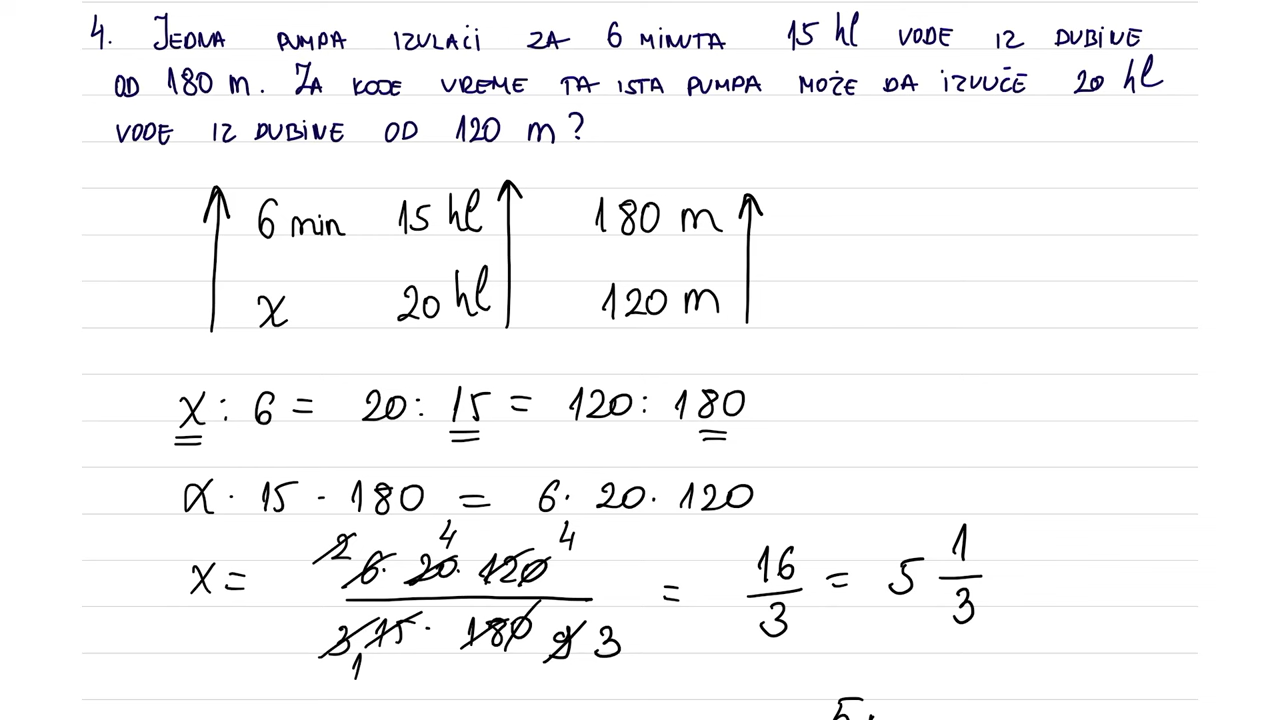 4. JEDNA PUMPA IZVLAČI ZA 6 MINUTA 15 hl VODE IZ DUBINE
OD 180 m. ZA KOJE VREME TA ISTA PUMPA MOŽE DA IZVUČE 20 hl
VODE IZ DUBINE OD 120 m?
6 min 15 hl 180 m
x 20 hl 120 m
x : 6 = 20 : 15 = 120 : 180
x · 15 · 180 = 6 · 20 · 120
2 4 4
x = 6 · 20 · 120 / 3 15 · 180 9 3 = 16/3 = 5 1/3
1